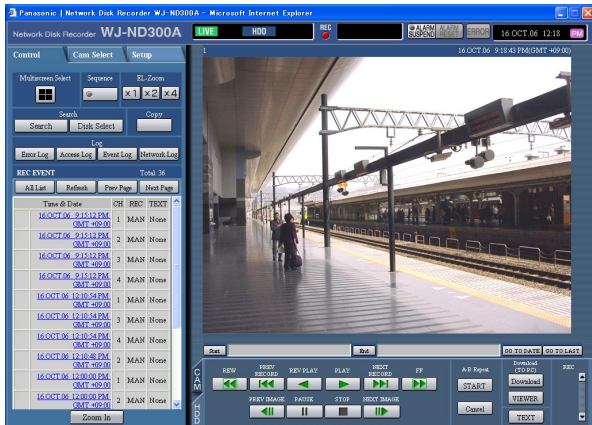 Panasonic | Network Disk Recorder WJ-ND300A - Microsoft Internet Explorer
Network Disk Recorder WJ-ND300A
LIVE HDD REC ALARM SUSPEND ALARM RESET ERROR 16.OCT.06 12:18 PM
Control Cam Select Setup
1 16.OCT.06 9:18:43 PM(GMT +09:00)
Multiscreen Select Sequence EL-Zoom
x1 x2 x4
Search Copy
Search Disk Select
Log
Error Log Access Log Event Log Network Log
REC EVENT Total: 36
All List Refresh Prev Page Next Page
Time & Date CH REC TEXT
16.OCT.06 9:15:12 PM GMT +09:00 1 MAN None
16.OCT.06 9:15:12 PM GMT +09:00 2 MAN None
16.OCT.06 9:15:12 PM GMT +09:00 3 MAN None
16.OCT.06 9:15:12 PM GMT +09:00 4 MAN None
16.OCT.06 12:10:54 PM GMT +09:00 1 MAN None
16.OCT.06 12:10:54 PM GMT +09:00 3 MAN None
16.OCT.06 12:10:54 PM GMT +09:00 4 MAN None
16.OCT.06 12:10:48 PM GMT +09:00 2 MAN None
16.OCT.06 12:00:00 PM GMT +09:00 1 MAN None
16.OCT.06 12:00:00 PM GMT +09:00 2 MAN None
Zoom In
Start End GO TO DATE GO TO LAST
CAM
HDD
REW PREV RECORD REV PLAY PLAY NEXT RECORD FF
PREV IMAGE PAUSE STOP NEXT IMAGE
A-B Repeat
START
Cancel
Download (TO PC)
Download
VIEWER
TEXT
REC